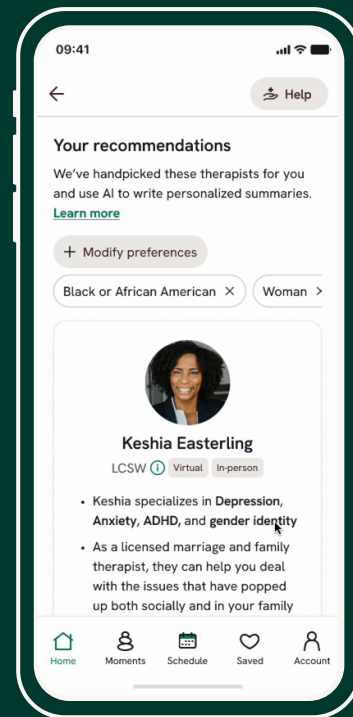 09:41
Help
Your recommendations
We've handpicked these therapists for you
and use AI to write personalized summaries.
Learn more
+ Modify preferences
Black or African American ×
Woman
Keshia Easterling
LCSW Virtual In-person
• Keshia specializes in Depression,
Anxiety, ADHD, and gender identity
• As a licensed marriage and family
therapist, they can help you deal
with the issues that have popped
up both socially and in your family
Home Moments Schedule Saved Account